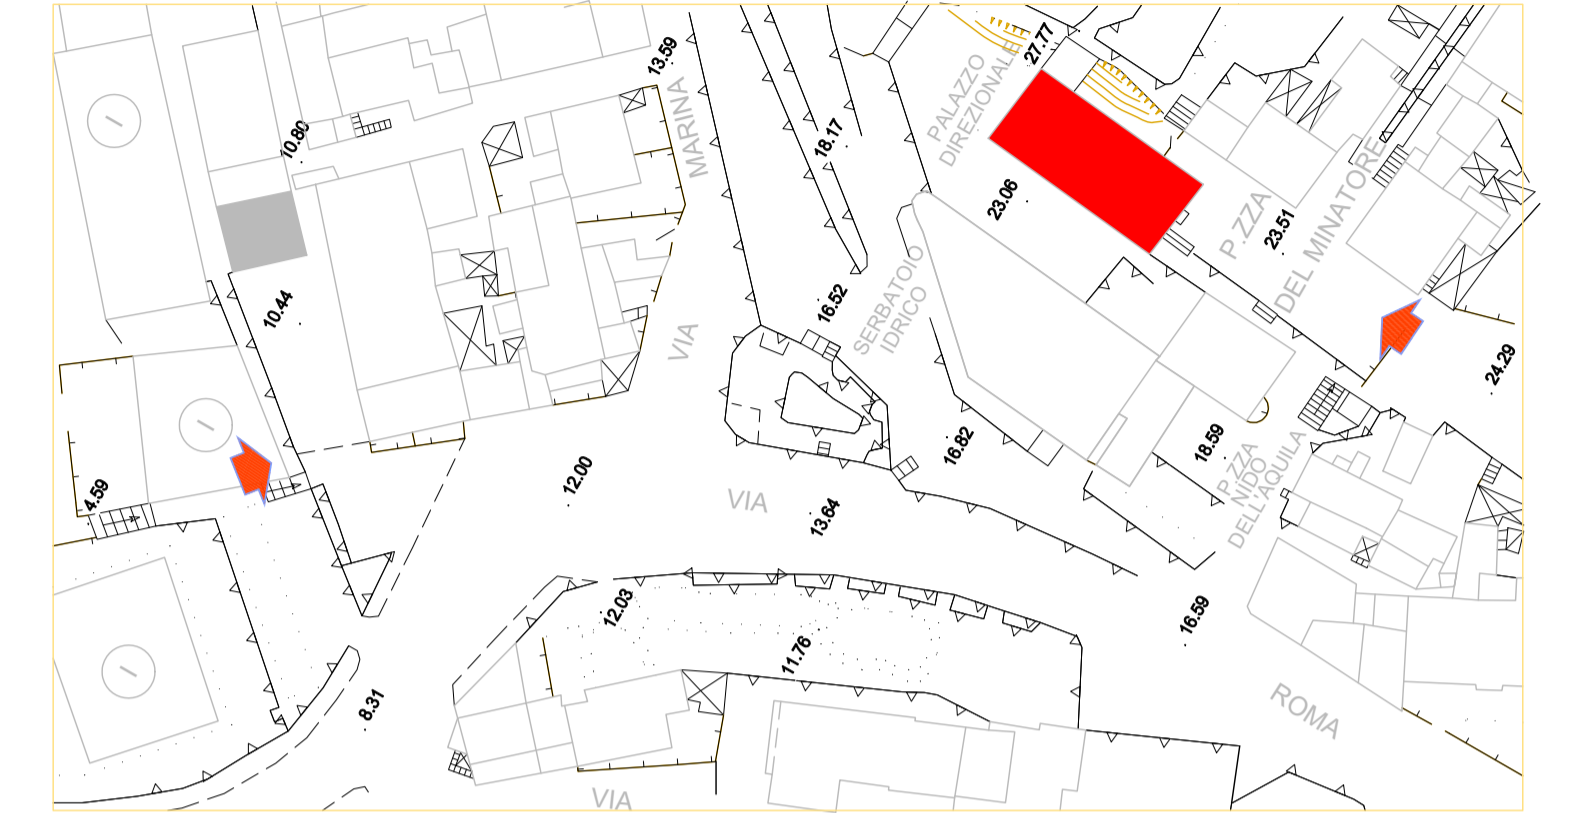 27.77
13.59
PALAZZO
DIREZIONALE
MARINA
10.80
18.17
23.06
P.ZZA
DEL MINATORE
23.51
10.44
16.52
SERBATOIO
IDRICO
VIA
24.29
16.82
18.59
P.ZZA
NIDO
DELL'AQUILA
4.59
12.00
VIA
13.64
12.03
16.59
11.76
8.31
ROMA
VIA